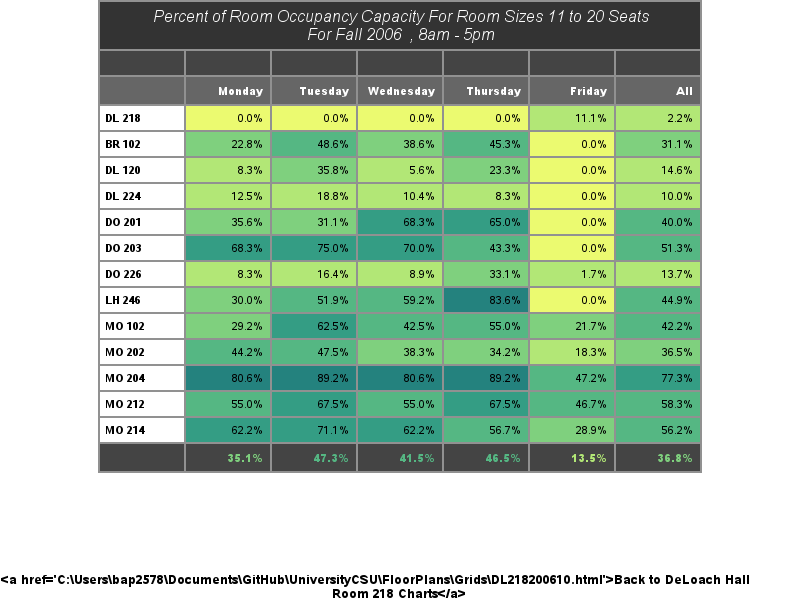 Percent of Room Occupancy Capacity For Room Sizes 11 to 20 Seats
For Fall 2006 , 8am - 5pm
Monday Tuesday Wednesday Thursday Friday All
DL 218 0.0% 0.0% 0.0% 0.0% 11.1% 2.2%
BR 102 22.8% 48.6% 38.6% 45.3% 0.0% 31.1%
DL 120 8.3% 35.8% 5.6% 23.3% 0.0% 14.6%
DL 224 12.5% 18.8% 10.4% 8.3% 0.0% 10.0%
DO 201 35.6% 31.1% 68.3% 65.0% 0.0% 40.0%
DO 203 68.3% 75.0% 70.0% 43.3% 0.0% 51.3%
DO 226 8.3% 16.4% 8.9% 33.1% 1.7% 13.7%
LH 246 30.0% 51.9% 59.2% 83.6% 0.0% 44.9%
MO 102 29.2% 62.5% 42.5% 55.0% 21.7% 42.2%
MO 202 44.2% 47.5% 38.3% 34.2% 18.3% 36.5%
MO 204 80.6% 89.2% 80.6% 89.2% 47.2% 77.3%
MO 212 55.0% 67.5% 55.0% 67.5% 46.7% 58.3%
MO 214 62.2% 71.1% 62.2% 56.7% 28.9% 56.2%
35.1% 47.3% 41.5% 46.5% 13.5% 36.8%
<a href='C:\Users\bap2578\Documents\GitHub\UniversityCSU\FloorPlans\Grids\DL218200610.html'>Back to DeLoach Hall
Room 218 Charts</a>